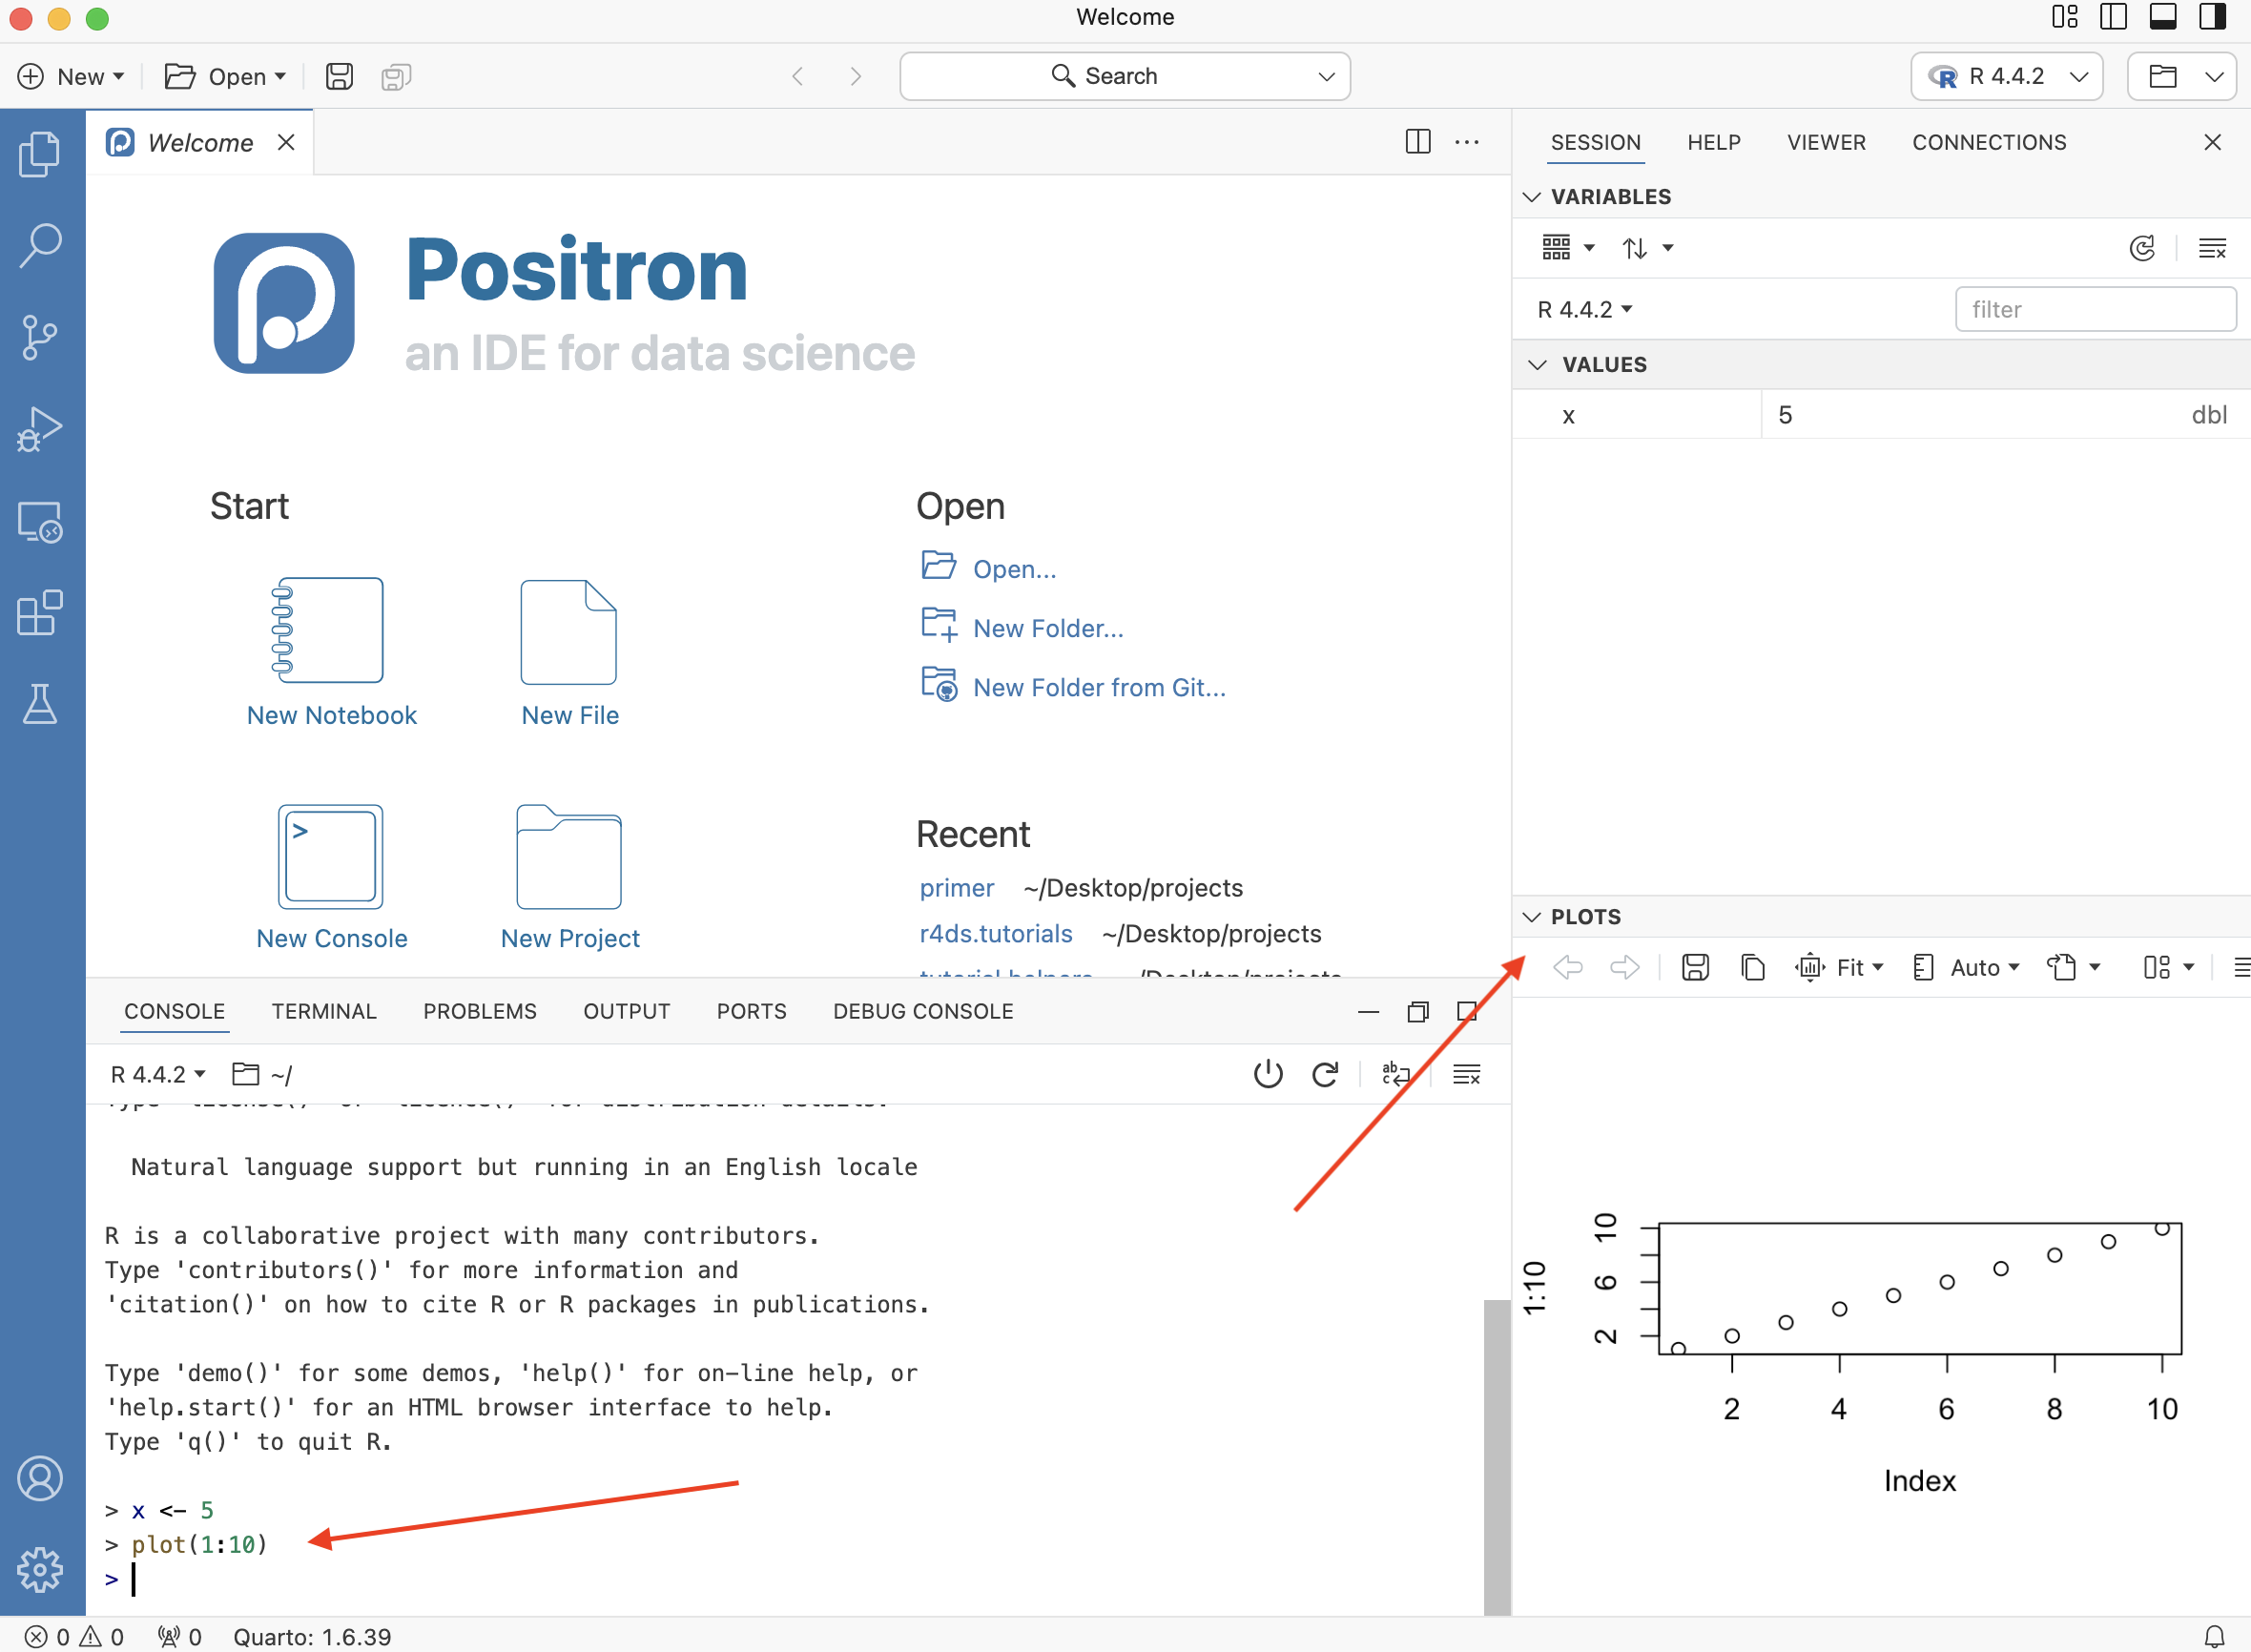 Welcome
New
Open
Search
R 4.4.2
Welcome
Positron
an IDE for data science
Start
New Notebook
New File
New Console
New Project
Open
Open...
New Folder...
New Folder from Git...
Recent
primer ~/Desktop/projects
r4ds.tutorials ~/Desktop/projects
CONSOLE TERMINAL PROBLEMS OUTPUT PORTS DEBUG CONSOLE
R 4.4.2 ~/
Type 'license()' or 'licence()' for distribution details.
Natural language support but running in an English locale
R is a collaborative project with many contributors.
Type 'contributors()' for more information and
'citation()' on how to cite R or R packages in publications.
Type 'demo()' for some demos, 'help()' for on-line help, or
'help.start()' for an HTML browser interface to help.
Type 'q()' to quit R.
> x <- 5
> plot(1:10)
>
SESSION HELP VIEWER CONNECTIONS
VARIABLES
R 4.4.2
filter
VALUES
x 5 dbl
PLOTS
Fit Auto
1:10
10
6
2
2 4 6 8 10
Index
0 0 0 Quarto: 1.6.39